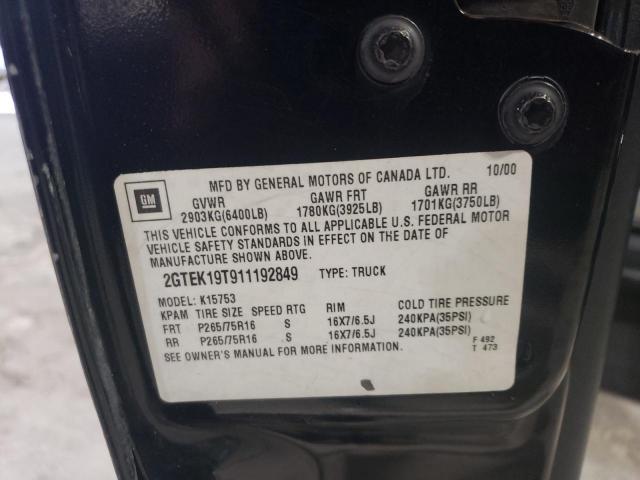 MFD BY GENERAL MOTORS OF CANADA LTD. 10/00
GM
GVWR GAWR FRT GAWR RR
2903KG(6400LB) 1780KG(3925LB) 1701KG(3750LB)
THIS VEHICLE CONFORMS TO ALL APPLICABLE U.S. FEDERAL MOTOR
VEHICLE SAFETY STANDARDS IN EFFECT ON THE DATE OF
MANUFACTURE SHOWN ABOVE.
2GTEK19T911192849 TYPE: TRUCK
MODEL: K15753
KPAM TIRE SIZE SPEED RTG RIM COLD TIRE PRESSURE
FRT P265/75R16 S 16X7/6.5J 240KPA(35PSI)
RR P265/75R16 S 16X7/6.5J 240KPA(35PSI)
SEE OWNER'S MANUAL FOR MORE INFORMATION.
F 492
T 473